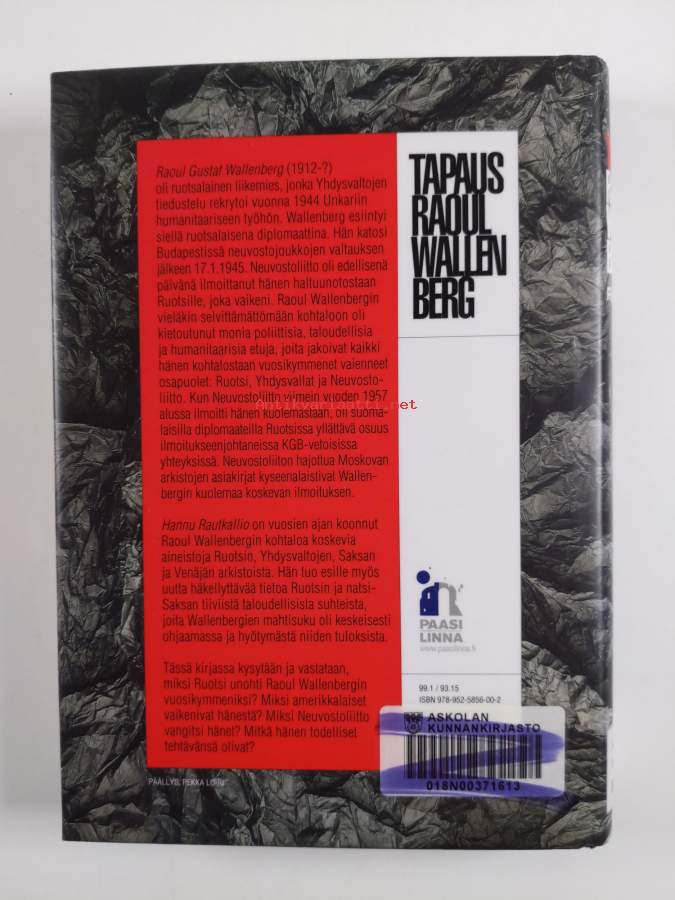 Raoul Gustaf Wallenberg (1912-?)
oli ruotsalainen liikemies, jonka Yhdysvaltojen
tiedustelu rekrytoi vuonna 1944 Unkariin
humanitaariseen työhön. Wallenberg esiintyi
siellä ruotsalaisena diplomaattina. Hän katosi
Budapestissä neuvostojoukkojen valtauksen
jälkeen 17.1.1945. Neuvostoliitto oli edellisenä
päivänä ilmoittanut hänen haltuunotostaan
Ruotsille, joka vaikeni. Raoul Wallenbergin
vieläkin selvittämättömään kohtaloon oli
kietoutunut monia poliittisia, taloudellisia
ja humanitaarisia etuja, joita jakoivat kaikki
hänen kohtalostaan vuosikymmenet vaienneet
osapuolet: Ruotsi, Yhdysvallat ja Neuvosto-
liitto. Kun Neuvostoliitto viimein vuoden 1957
alussa ilmoitti hänen kuolemastaan, oli suoma-
laisilla diplomaateilla Ruotsissa yllättävä osuus
ilmoitukseenjohtaneissa KGB-vetoisissa
yhteyksissä. Neuvostoliiton hajottua Moskovan
arkistojen asiakirjat kyseenalaistivat Wallen-
bergin kuolemaa koskevan ilmoituksen.
Hannu Rautkallio on vuosien ajan koonnut
Raoul Wallenbergin kohtaloa koskevia
aineistoja Ruotsin, Yhdysvaltojen, Saksan
ja Venäjän arkistoista. Hän tuo esille myös
uutta häkellyttävää tietoa Ruotsin ja natsi-
Saksan tiiviistä taloudellisista suhteista,
joita Wallenbergien mahtisuku oli keskeisesti
ohjaamassa ja hyötymästä niiden tuloksista.
Tässä kirjassa kysytään ja vastataan,
miksi Ruotsi unohti Raoul Wallenbergin
vuosikymmeniksi? Miksi amerikkalaiset
vaikenivat hänestä? Miksi Neuvostoliitto
vangitsi hänet? Mitkä hänen todelliset
tehtävänsä olivat?
PÄÄLLYS: PEKKA LOIRI
TAPAUS
RAOUL
WALLEN
BERG
PAASI
LINNA
www.paasilinna.fi
99.1 / 93.15
ISBN 978-952-5856-00-2
ASKOLAN
KUNNANKIRJASTO
018N00371613